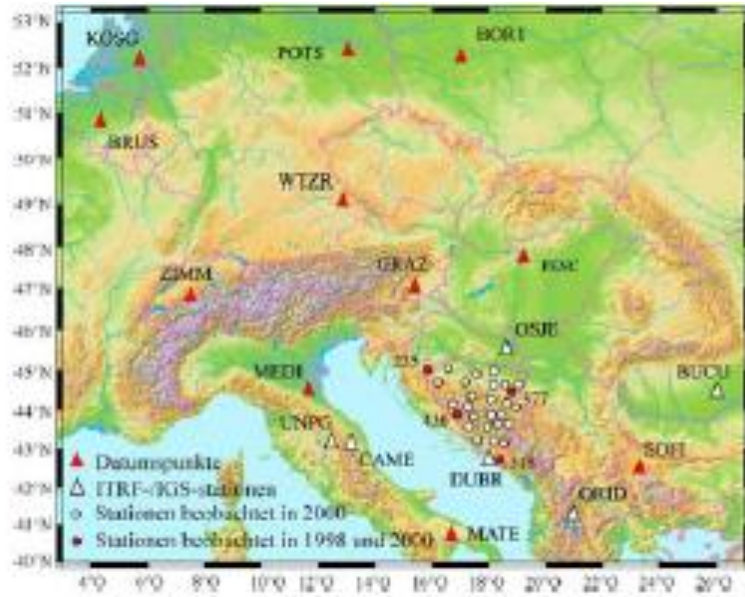 53°N
KOSG
POTS
BOR1
52°N
51°N
BRUS
50°N
WTZR
49°N
48°N
ZIMM
GRAZ
PENC
47°N
46°N
OSJE
45°N
MEDI
BUCU
44°N
577
UNPG
43°N
CAME
SOFI
DUBR
Datumspunkte
ITRF-/IGS-stationen
ORID
42°N
Stationen beobachtet in 2000
41°N
MATE
Stationen beobachtet in 1998 und 2000
40°N
4°O 6°O 8°O 10°O 12°O 14°O 16°O 18°O 20°O 22°O 24°O 26°O